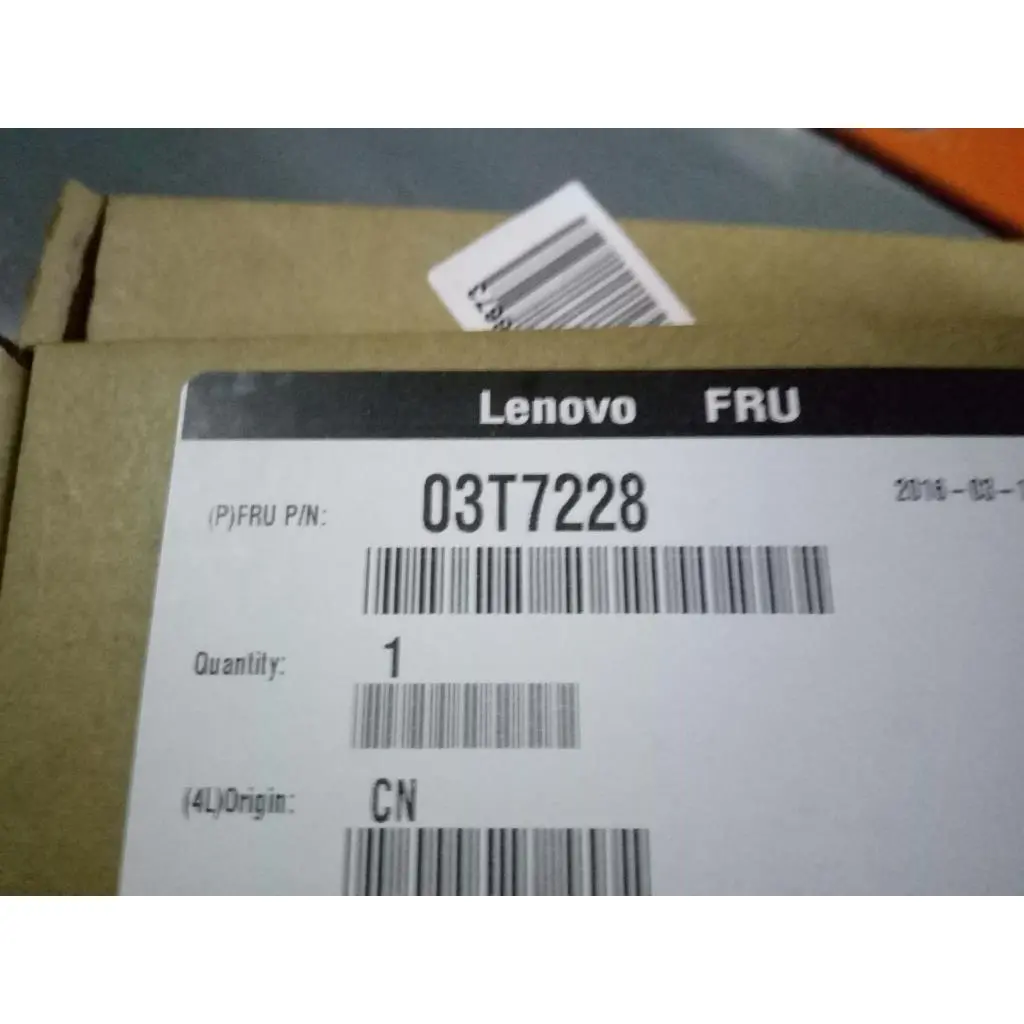 Lenovo FRU
(P)FRU P/N: 03T7228
Quantity: 1
(4L)Origin: CN